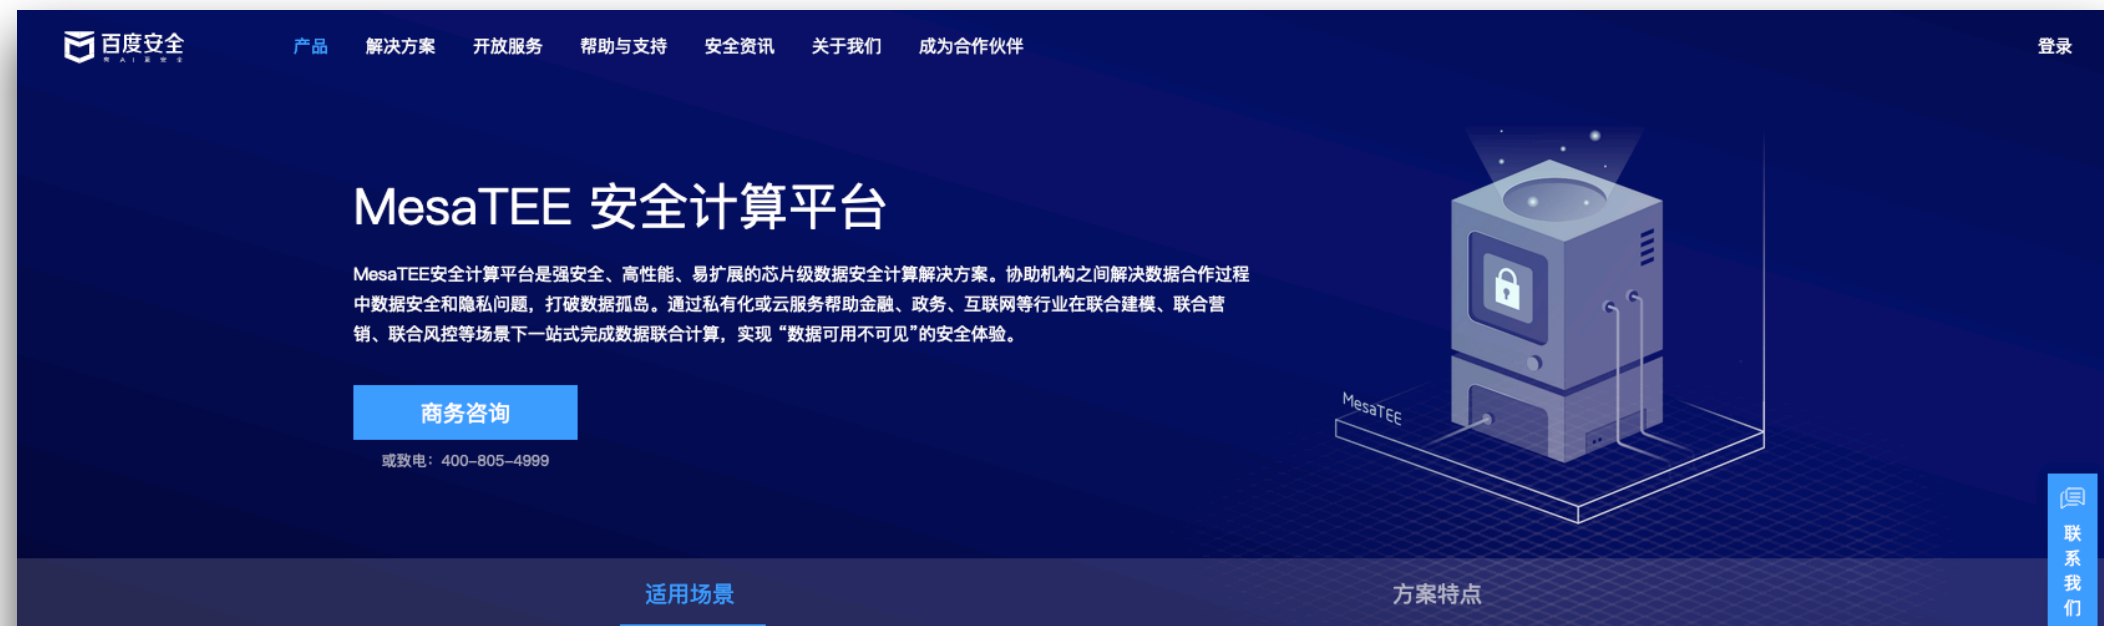 百度安全
有AI更安全
产品 解决方案 开放服务 帮助与支持 安全资讯 关于我们 成为合作伙伴 登录
MesaTEE 安全计算平台
MesaTEE安全计算平台是强安全、高性能、易扩展的芯片级数据安全计算解决方案。协助机构之间解决数据合作过程
中数据安全和隐私问题，打破数据孤岛。通过私有化或云服务帮助金融、政务、互联网等行业在联合建模、联合营
销、联合风控等场景下一站式完成数据联合计算，实现“数据可用不可见”的安全体验。
商务咨询
或致电：400-805-4999
MesaTEE
适用场景 方案特点
联系我们